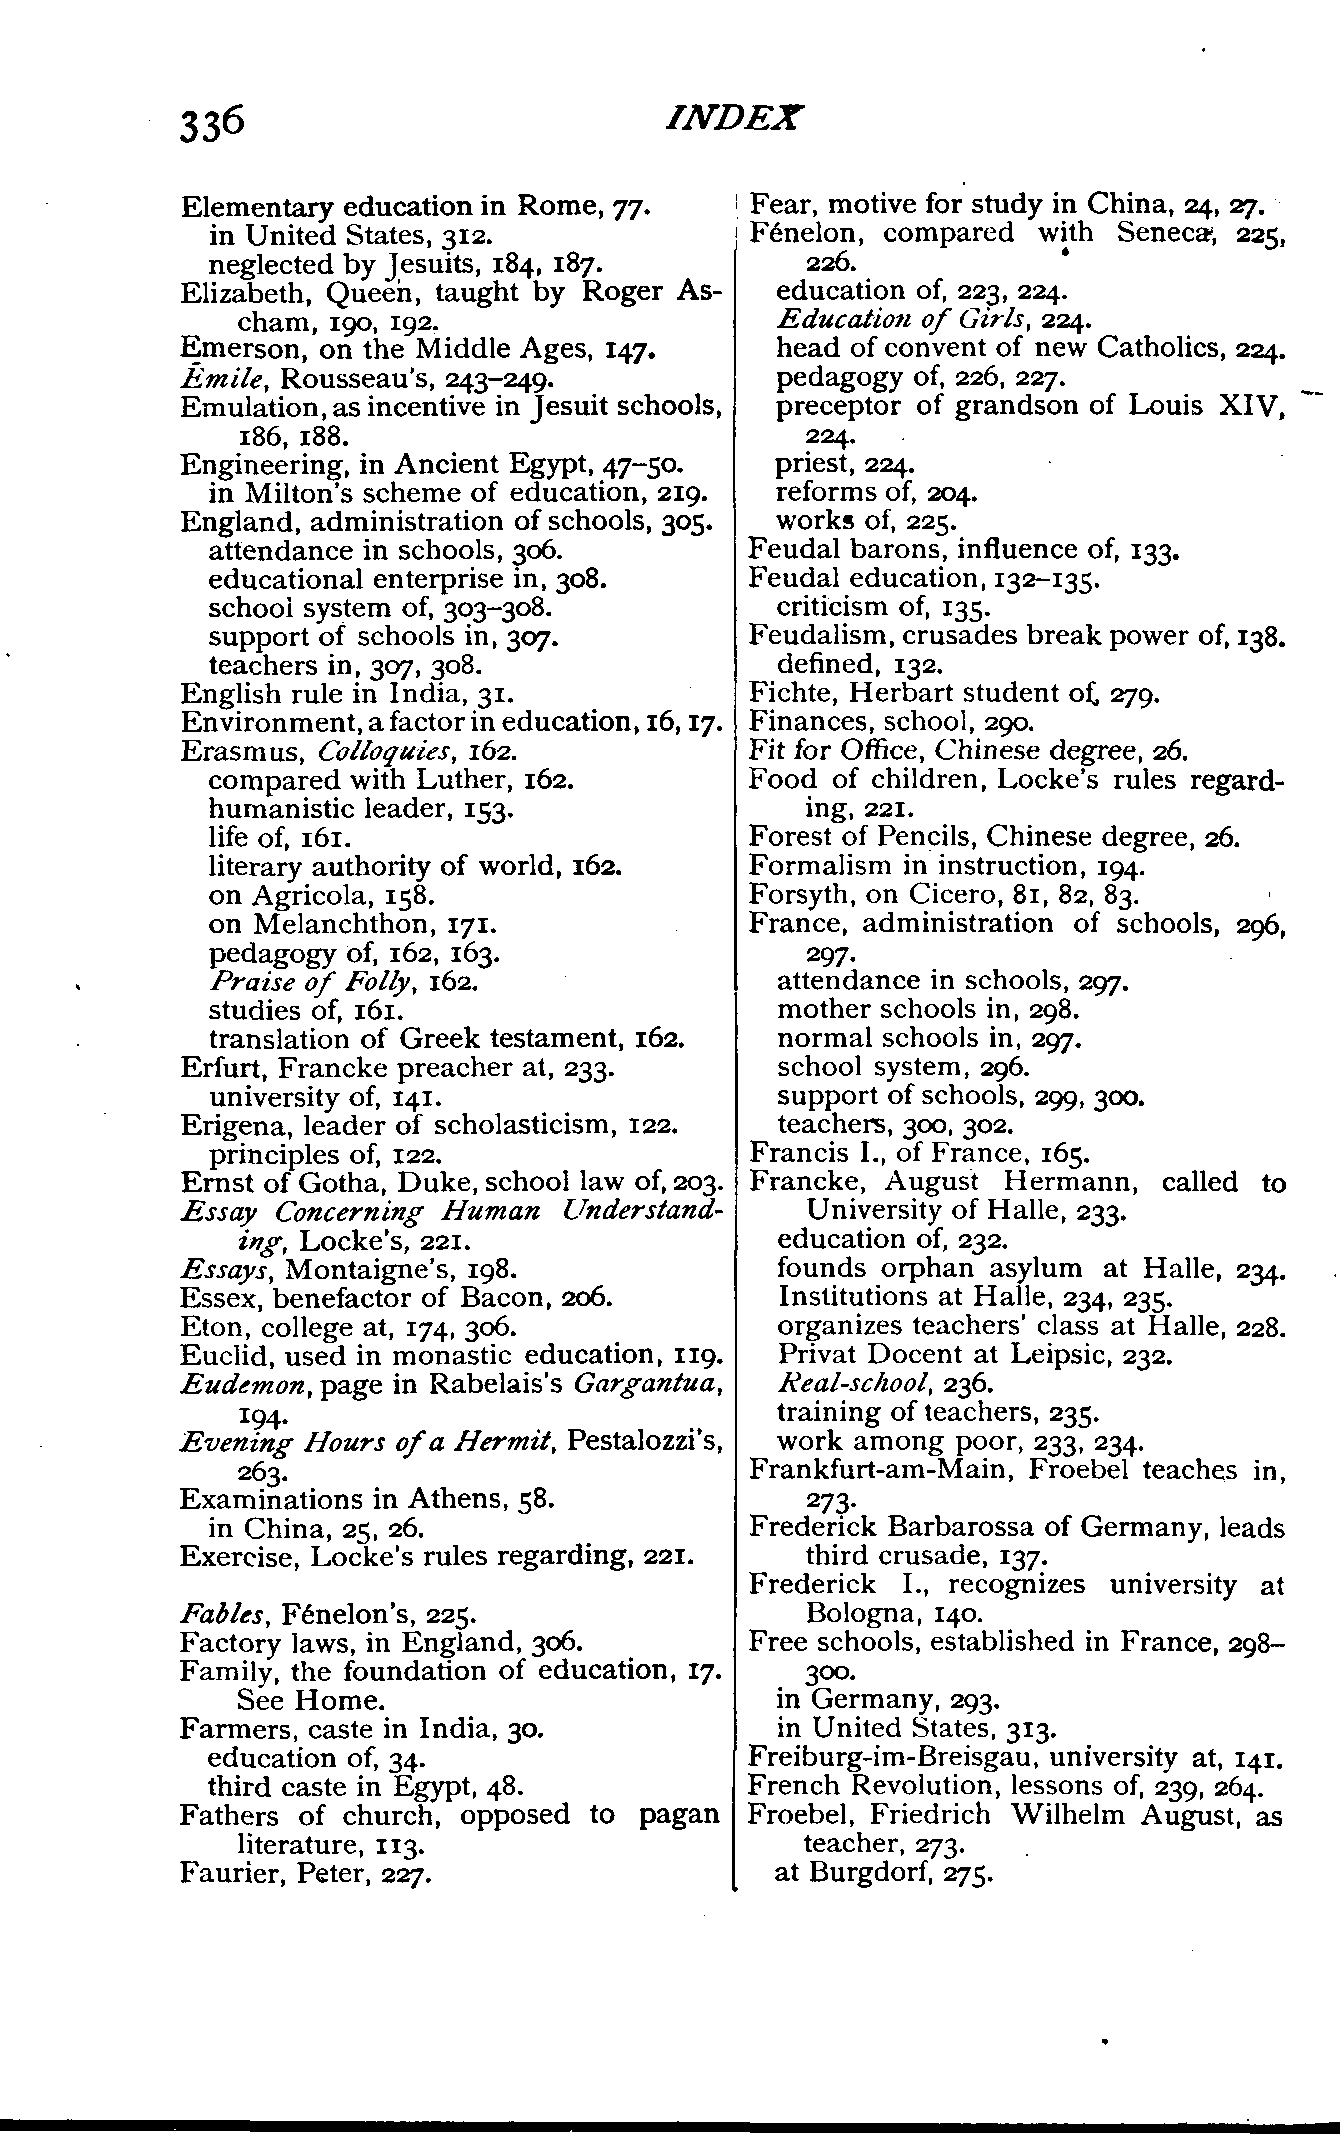 336
INDEX
Elementary education in Rome, 77.
in United States, 312.
neglected by Jesuits, 184, 187.
Elizabeth, Queen, taught by Roger As-
cham, 190, 192.
Emerson, on the Middle Ages, 147.
Émile, Rousseau's, 243–249.
Emulation, as incentive in Jesuit schools,
186, 188.
Engineering, in Ancient Egypt, 47–50.
in Milton's scheme of education, 219.
England, administration of schools, 305.
attendance in schools, 306.
educational enterprise in, 308.
school system of, 303–308.
support of schools in, 307.
teachers in, 307, 308.
English rule in India, 31.
Environment, a factor in education, 16, 17.
Erasmus, Colloquies, 162.
compared with Luther, 162.
humanistic leader, 153.
life of, 161.
literary authority of world, 162.
on Agricola, 158.
on Melanchthon, 171.
pedagogy of, 162, 163.
Praise of Folly, 162.
studies of, 161.
translation of Greek testament, 162.
Erfurt, Francke preacher at, 233.
university of, 141.
Erigena, leader of scholasticism, 122.
principles of, 122.
Ernst of Gotha, Duke, school law of, 203.
Essay Concerning Human Understand-
ing, Locke's, 221.
Essays, Montaigne's, 198.
Essex, benefactor of Bacon, 206.
Eton, college at, 174, 306.
Euclid, used in monastic education, 119.
Eudemon, page in Rabelais's Gargantua,
194.
Evening Hours of a Hermit, Pestalozzi's,
263.
Examinations in Athens, 58.
in China, 25, 26.
Exercise, Locke's rules regarding, 221.
Fables, Fénelon's, 225.
Factory laws, in England, 306.
Family, the foundation of education, 17.
See Home.
Farmers, caste in India, 30.
education of, 34.
third caste in Egypt, 48.
Fathers of church, opposed to pagan
literature, 113.
Faurier, Peter, 227.
Fear, motive for study in China, 24, 27.
Fénelon, compared with Seneca, 225,
226.
education of, 223, 224.
Education of Girls, 224.
head of convent of new Catholics, 224.
pedagogy of, 226, 227.
preceptor of grandson of Louis XIV,
224.
priest, 224.
reforms of, 204.
works of, 225.
Feudal barons, influence of, 133.
Feudal education, 132–135.
criticism of, 135.
Feudalism, crusades break power of, 138.
defined, 132.
Fichte, Herbart student of, 279.
Finances, school, 290.
Fit for Office, Chinese degree, 26.
Food of children, Locke's rules regard-
ing, 221.
Forest of Pencils, Chinese degree, 26.
Formalism in instruction, 194.
Forsyth, on Cicero, 81, 82, 83.
France, administration of schools, 296,
297.
attendance in schools, 297.
mother schools in, 298.
normal schools in, 297.
school system, 296.
support of schools, 299, 300.
teachers, 300, 302.
Francis I., of France, 165.
Francke, August Hermann, called to
University of Halle, 233.
education of, 232.
founds orphan asylum at Halle, 234.
Institutions at Halle, 234, 235.
organizes teachers' class at Halle, 228.
Privat Docent at Leipsic, 232.
Real-school, 236.
training of teachers, 235.
work among poor, 233, 234.
Frankfurt-am-Main, Froebel teaches in,
273.
Frederick Barbarossa of Germany, leads
third crusade, 137.
Frederick I., recognizes university at
Bologna, 140.
Free schools, established in France, 298–
300.
in Germany, 293.
in United States, 313.
Freiburg-im-Breisgau, university at, 141.
French Revolution, lessons of, 239, 264.
Froebel, Friedrich Wilhelm August, as
teacher, 273.
at Burgdorf, 275.